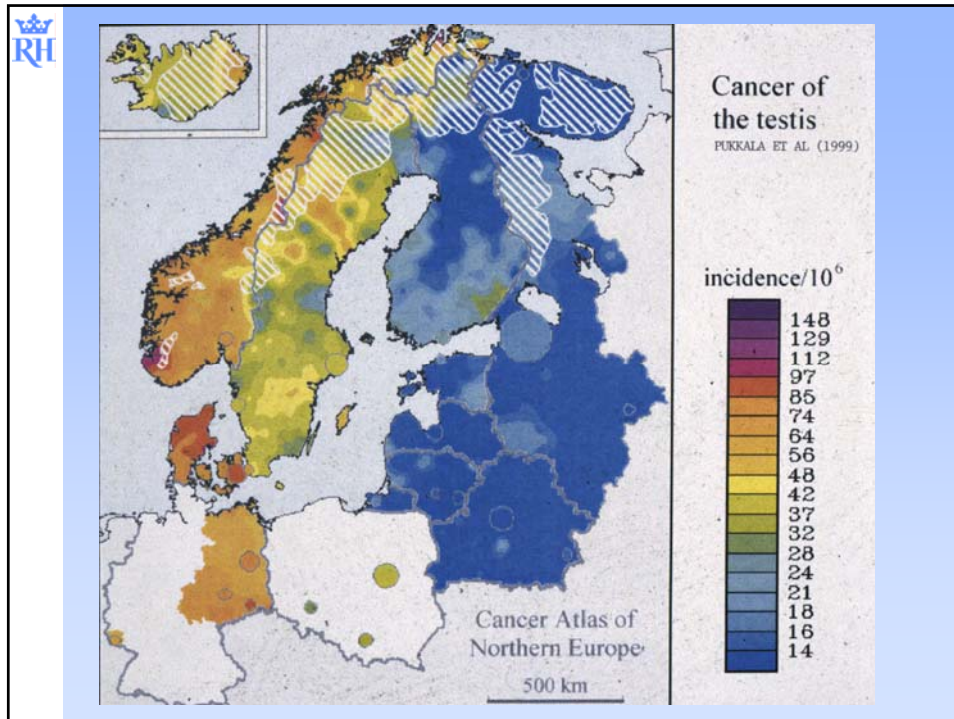 RH
Cancer of
the testis
PUKKALA ET AL (1999)
incidence/10⁶
148
129
112
97
85
74
64
56
48
42
37
32
28
24
21
18
16
14
Cancer Atlas of
Northern Europe
500 km